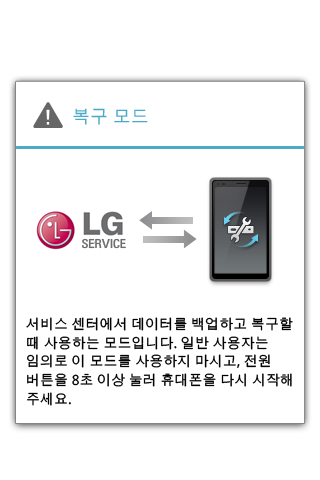 복구 모드
LG
SERVICE
서비스 센터에서 데이터를 백업하고 복구할
때 사용하는 모드입니다. 일반 사용자는
임의로 이 모드를 사용하지 마시고, 전원
버튼을 8초 이상 눌러 휴대폰을 다시 시작해
주세요.